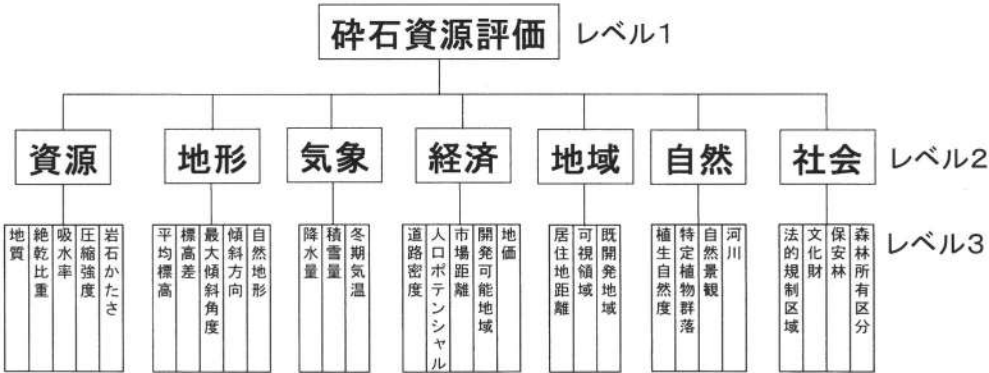 砕石資源評価
レベル1
資源
地形
気象
経済
地域
自然
社会
レベル2
地質
絶乾比重
吸水率
圧縮強度
岩石かたさ
平均標高
標高差
最大傾斜角度
傾斜方向
自然地形
降水量
積雪量
冬期気温
道路密度
人口ポテンシャル
市場距離
開発可能地域
地価
居住地距離
可視領域
既開発地域
植生自然度
特定植物群落
自然景観
河川
法的規制区域
文化財
保安林
森林所有区分
レベル3